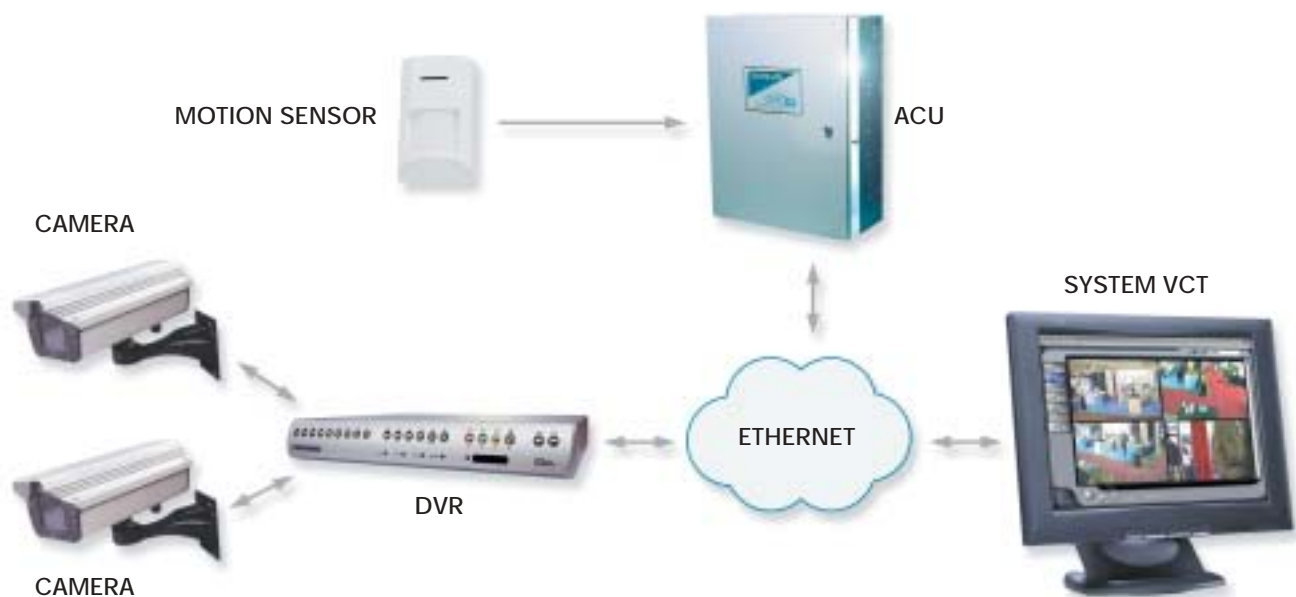 MOTION SENSOR
ACU
CAMERA
SYSTEM VCT
ETHERNET
DVR
CAMERA